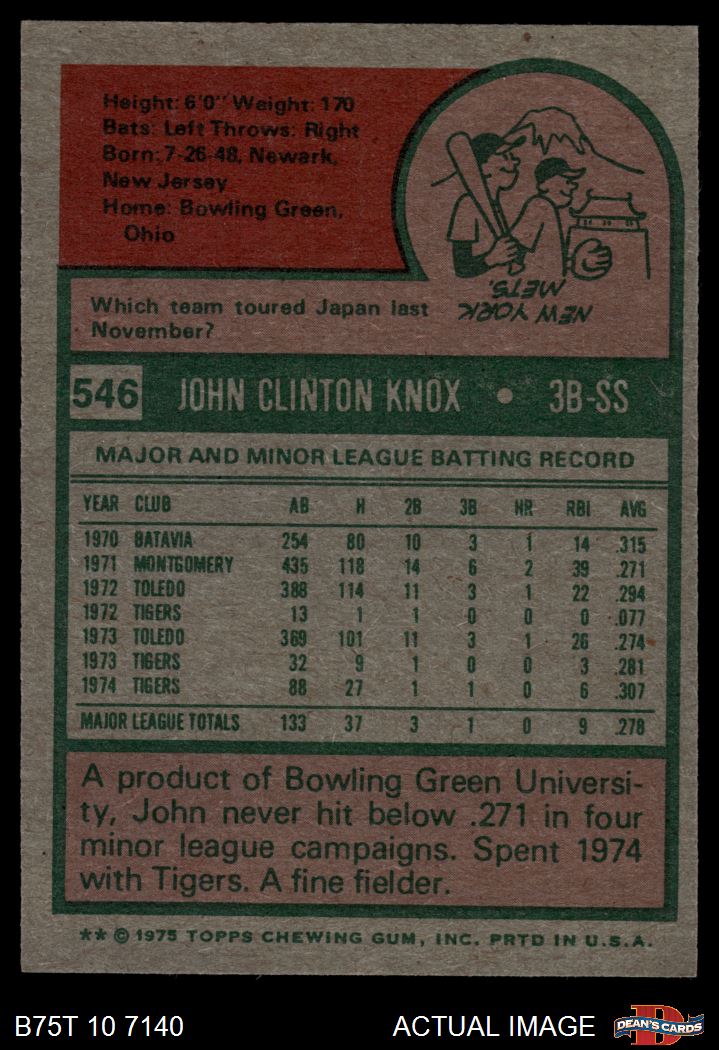 Height: 6'0" Weight: 170
Bats: Left Throws: Right
Born: 7-26-48, Newark,
New Jersey
Home: Bowling Green,
Ohio
Which team toured Japan last
November?
NEW YORK
METS.
546 JOHN CLINTON KNOX • 3B-SS
MAJOR AND MINOR LEAGUE BATTING RECORD
YEAR CLUB AB H 2B 3B HR RBI AVG
1970 BATAVIA 254 80 10 3 1 14 .315
1971 MONTGOMERY 435 118 14 6 2 39 .271
1972 TOLEDO 388 114 11 3 1 22 .294
1972 TIGERS 13 1 1 0 0 0 .077
1973 TOLEDO 369 101 11 3 1 26 .274
1973 TIGERS 32 9 1 0 0 3 .281
1974 TIGERS 88 27 1 1 0 6 .307
MAJOR LEAGUE TOTALS 133 37 3 1 0 9 .278
A product of Bowling Green Universi-
ty, John never hit below .271 in four
minor league campaigns. Spent 1974
with Tigers. A fine fielder.
** © 1975 TOPPS CHEWING GUM, INC. PRTD IN U.S.A.
B75T 10 7140 ACTUAL IMAGE D DEAN'S CARDS